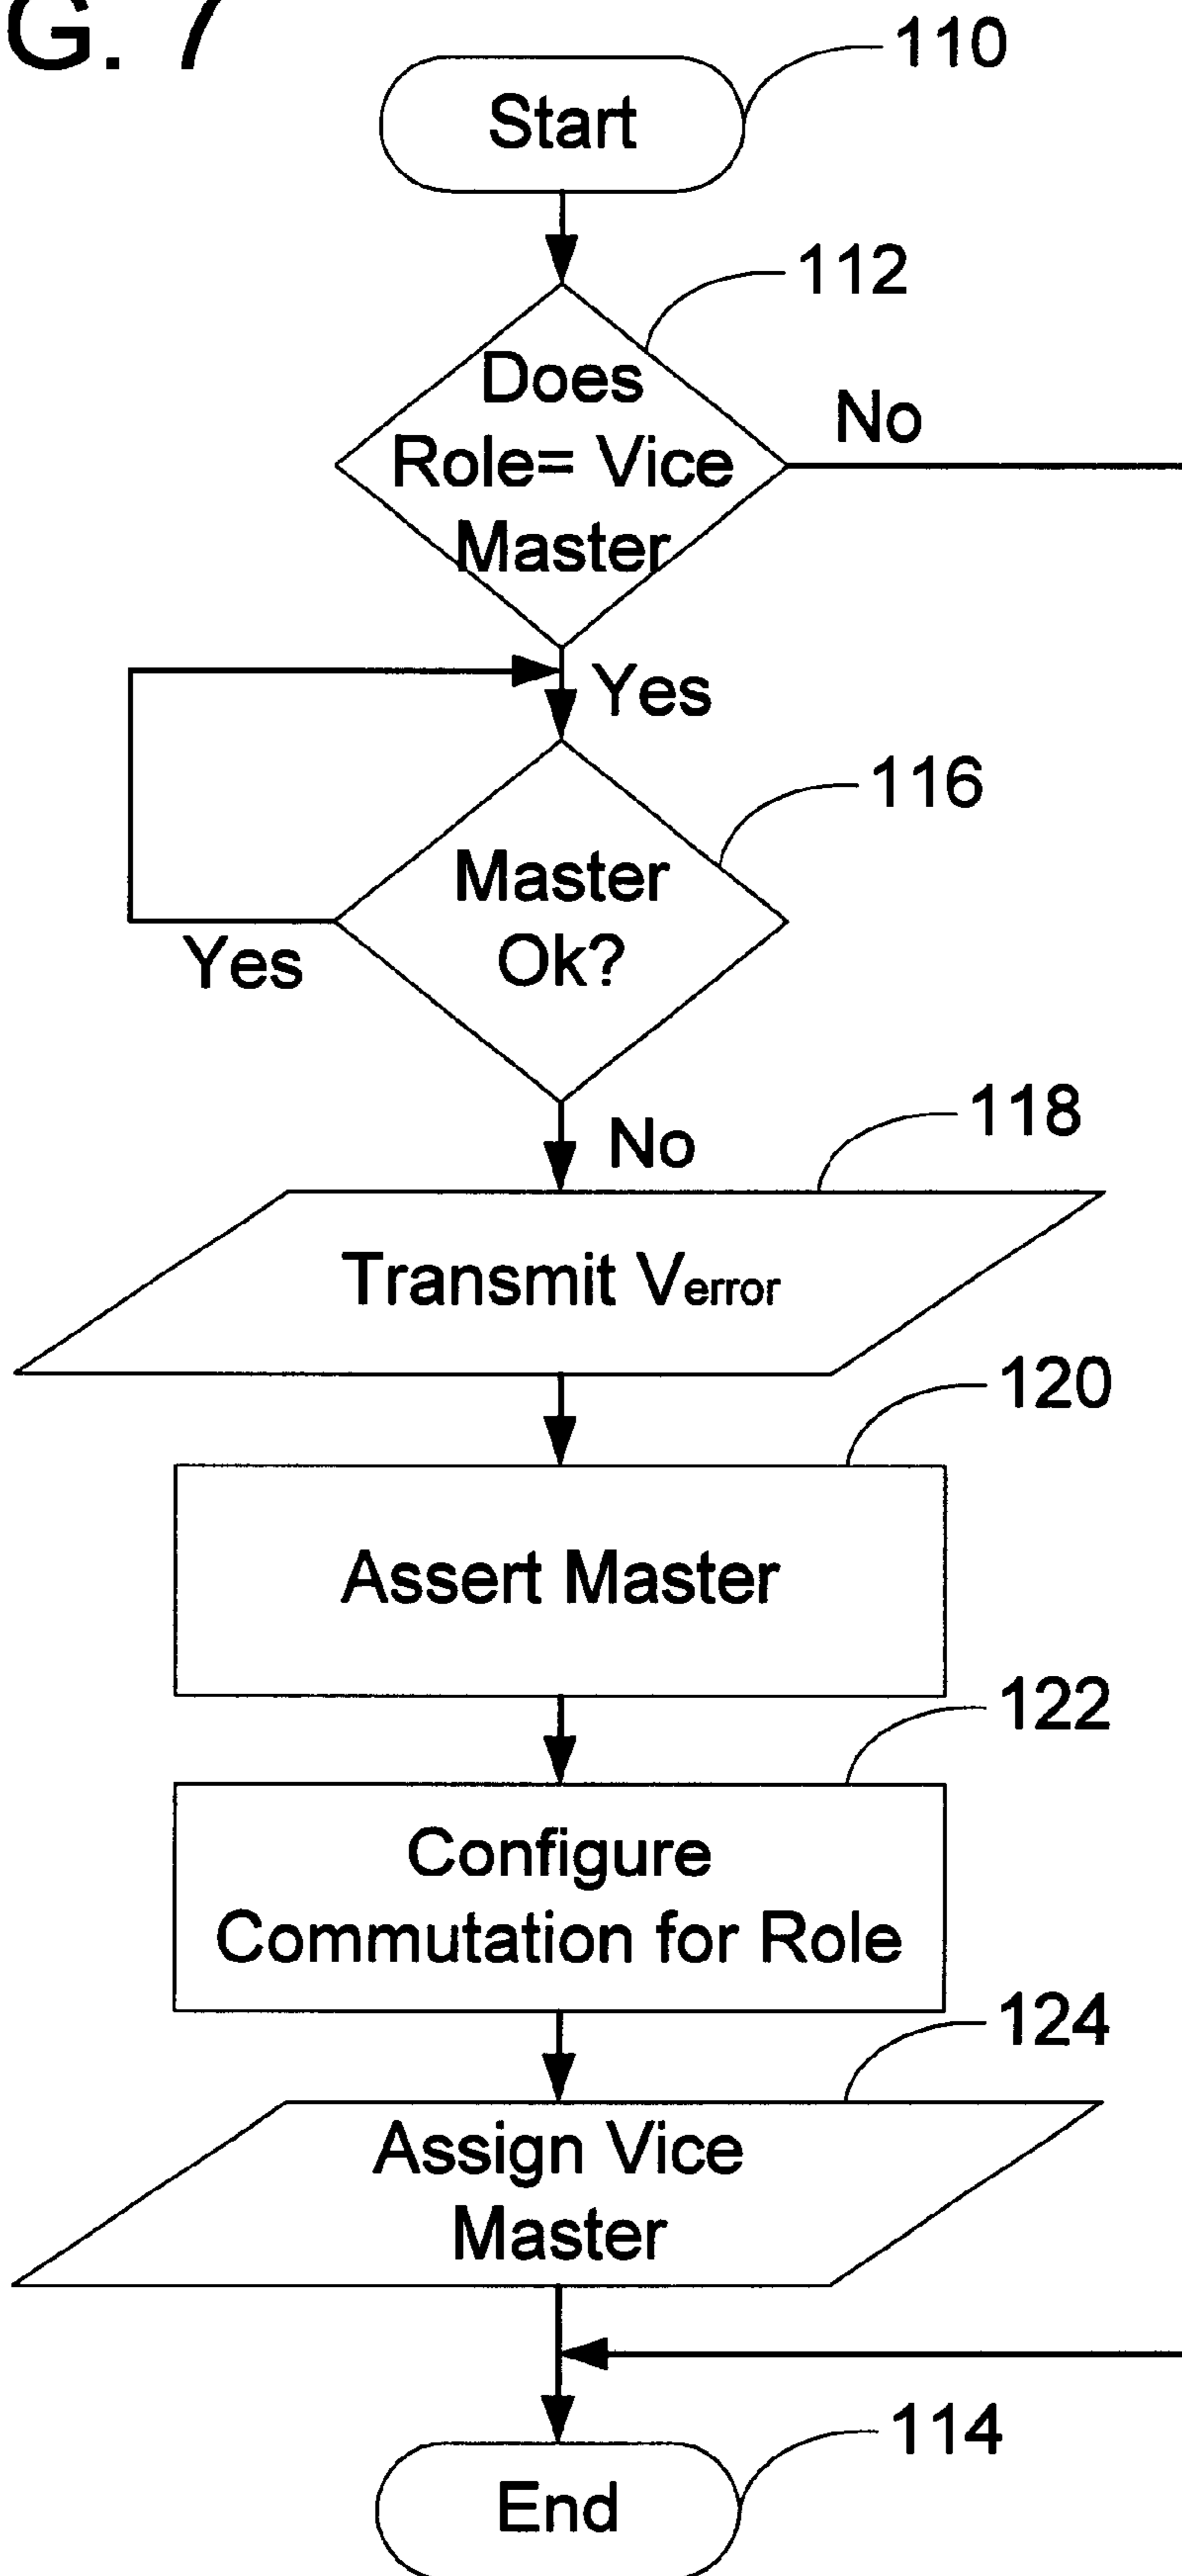 G. 7
110
Start
112
Does
Role= Vice
Master
No
Yes
116
Master
Ok?
Yes
No
118
Transmit Verror
120
Assert Master
122
Configure
Commutation for Role
124
Assign Vice
Master
114
End